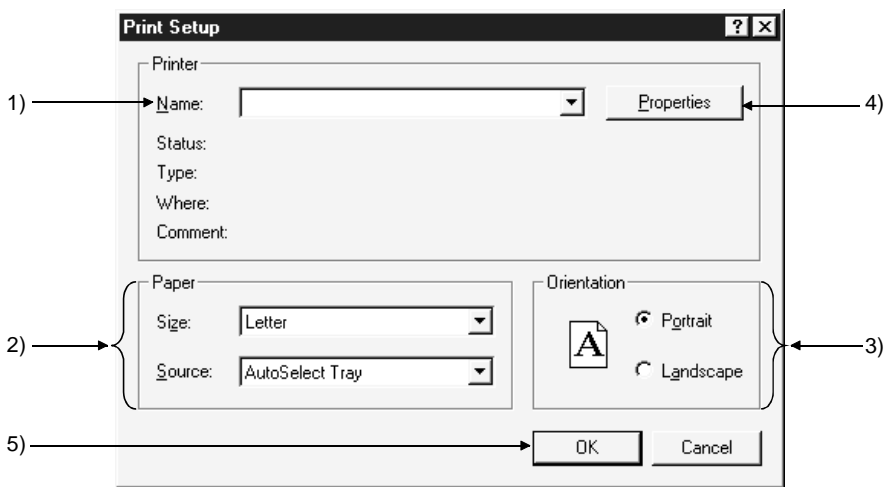 Print Setup
Printer
1) Name: Properties 4)
Status:
Type:
Where:
Comment:
Paper Orientation
Size: Letter Portrait
2) 3)
Source: AutoSelect Tray Landscape
5) OK Cancel